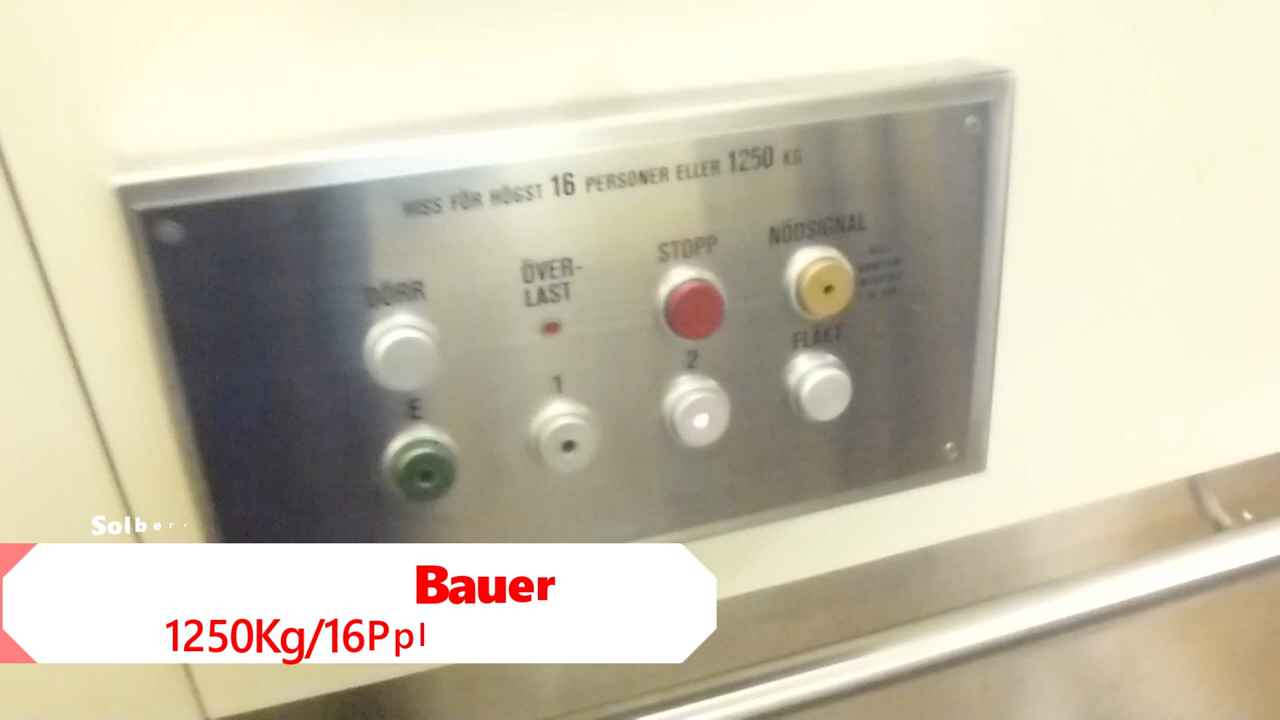 HISS FÖR HÖGST 16 PERSONER ELLER 1250 KG
DÖRR
ÖVER-
LAST
STOPP
NÖDSIGNAL
E
1
2
FLÄKT
Solber
Bauer
1250Kg/16Ppl